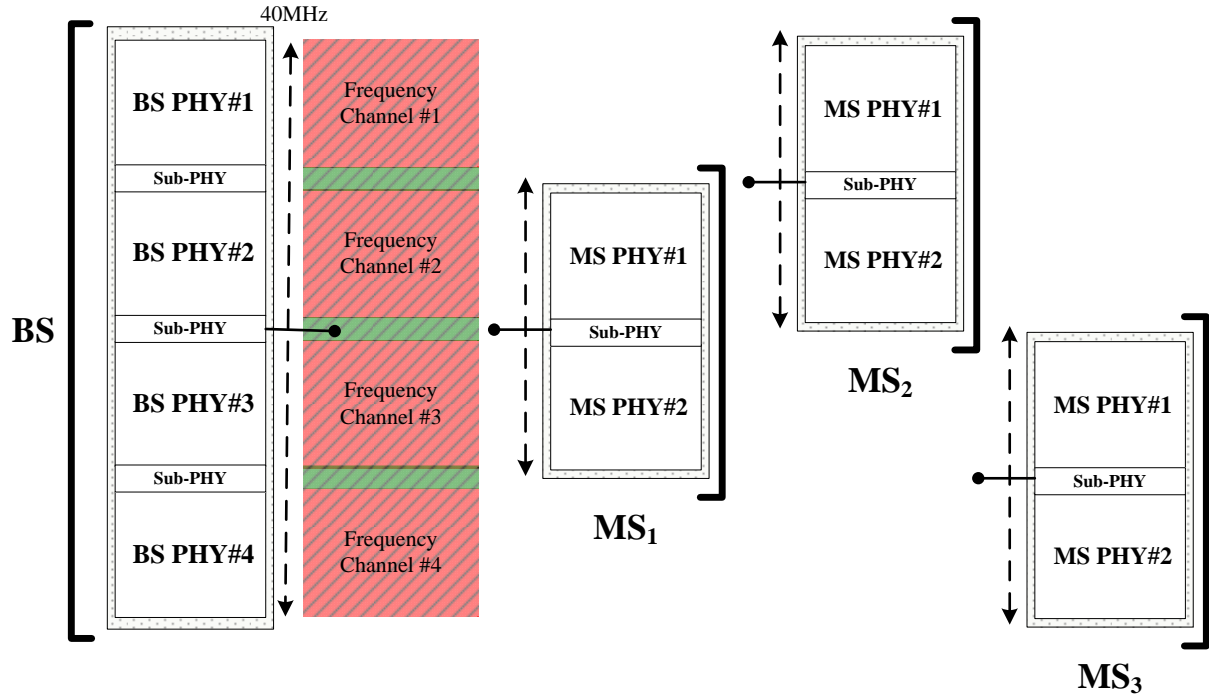 40MHz
BS
BS PHY#1
Sub-PHY
BS PHY#2
Sub-PHY
BS PHY#3
Sub-PHY
BS PHY#4
Frequency
Channel #1
Frequency
Channel #2
Frequency
Channel #3
Frequency
Channel #4
MS PHY#1
Sub-PHY
MS PHY#2
MS₁
MS PHY#1
Sub-PHY
MS PHY#2
MS₂
MS PHY#1
Sub-PHY
MS PHY#2
MS₃